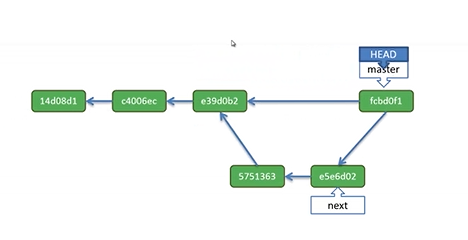 HEAD
master
14d08d1
c4006ec
e39d0b2
fcbd0f1
5751363
e5e6d02
next